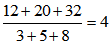 (12 + 20 + 32) / (3 + 5 + 8) = 4